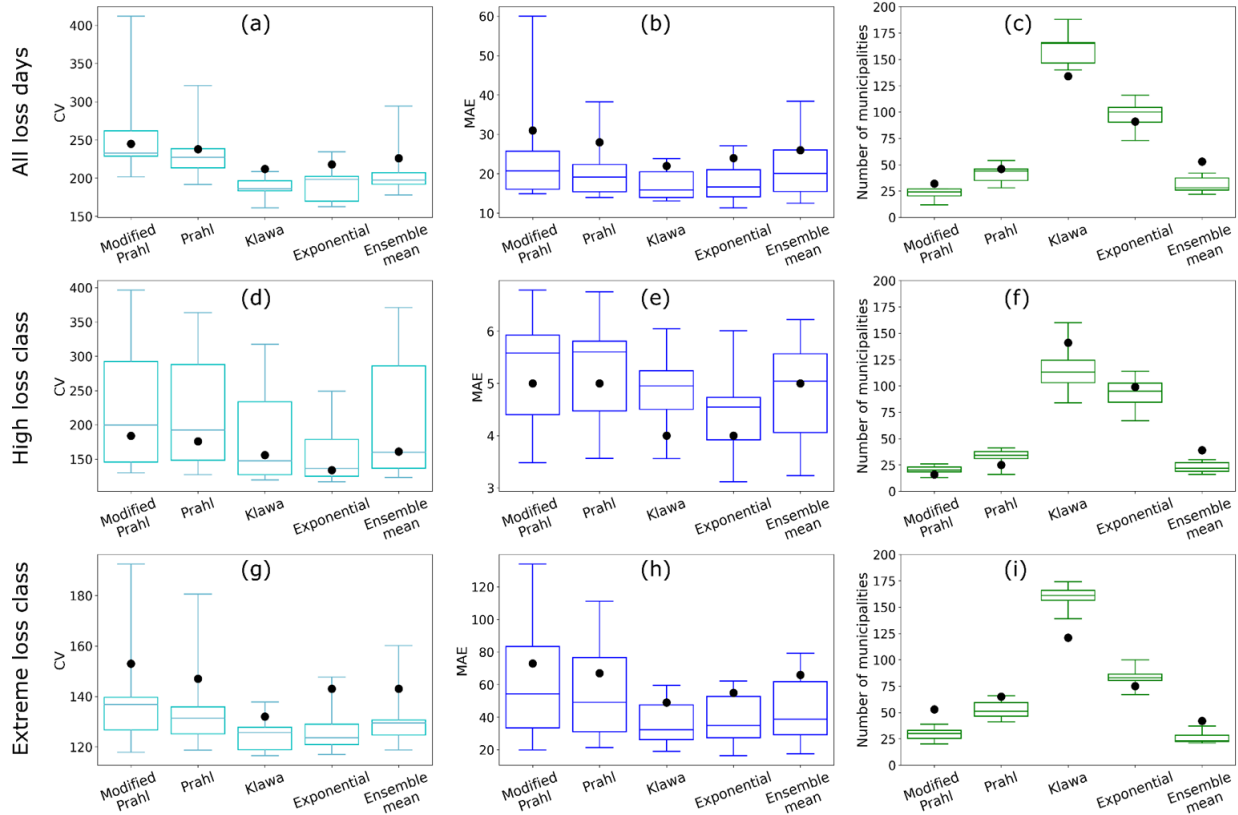 All loss days
(a)
CV
400
350
300
250
200
150
Modified
Prahl
Prahl
Klawa
Exponential
Ensemble
mean
(b)
MAE
60
50
40
30
20
10
Modified
Prahl
Prahl
Klawa
Exponential
Ensemble
mean
(c)
Number of municipalities
200
175
150
125
100
75
50
25
0
Modified
Prahl
Prahl
Klawa
Exponential
Ensemble
mean
High loss class
(d)
CV
400
350
300
250
200
150
Modified
Prahl
Prahl
Klawa
Exponential
Ensemble
mean
(e)
MAE
6
5
4
3
Modified
Prahl
Prahl
Klawa
Exponential
Ensemble
mean
(f)
Number of municipalities
200
175
150
125
100
75
50
25
0
Modified
Prahl
Prahl
Klawa
Exponential
Ensemble
mean
Extreme loss class
(g)
CV
180
160
140
120
Modified
Prahl
Prahl
Klawa
Exponential
Ensemble
mean
(h)
MAE
120
100
80
60
40
20
Modified
Prahl
Prahl
Klawa
Exponential
Ensemble
mean
(i)
Number of municipalities
200
175
150
125
100
75
50
25
0
Modified
Prahl
Prahl
Klawa
Exponential
Ensemble
mean